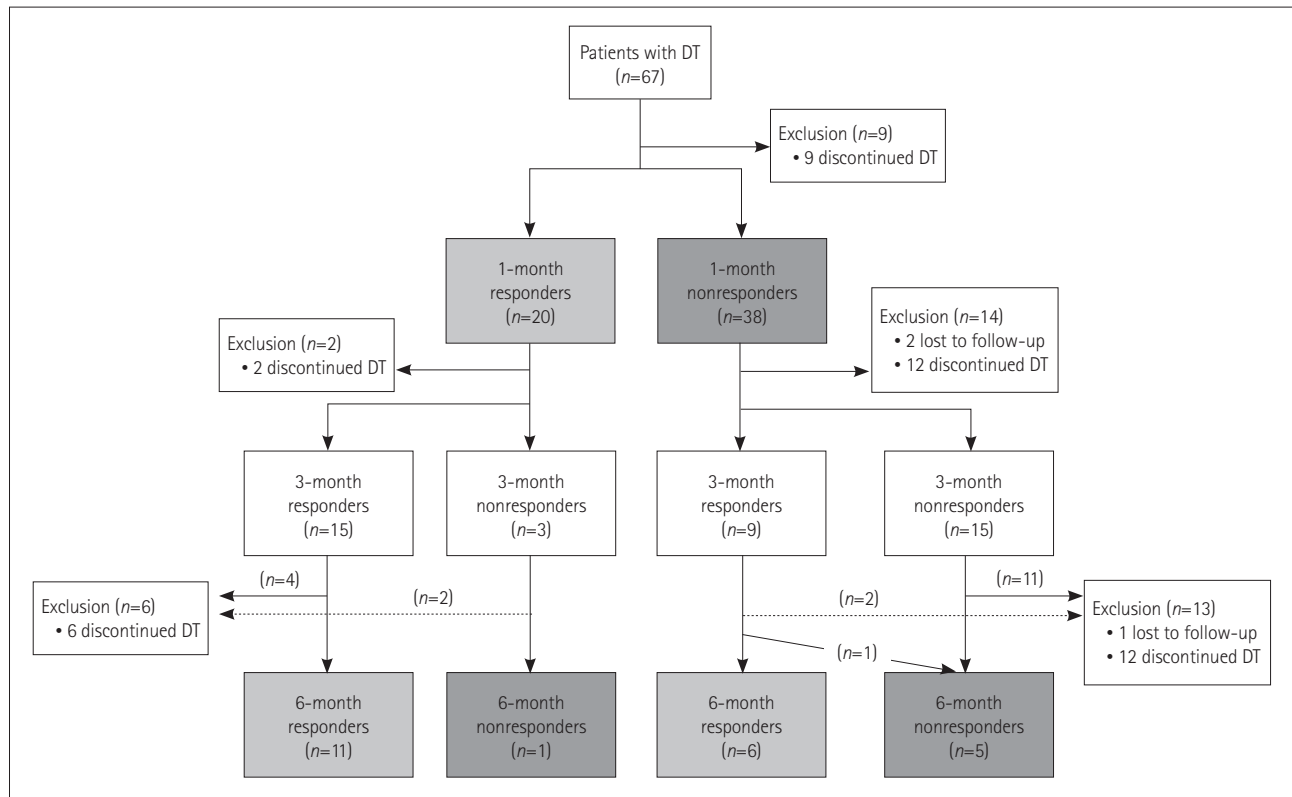 Patients with DT
(n=67)
Exclusion (n=9)
• 9 discontinued DT
1-month
responders
(n=20)
1-month
nonresponders
(n=38)
Exclusion (n=2)
• 2 discontinued DT
Exclusion (n=14)
• 2 lost to follow-up
• 12 discontinued DT
3-month
responders
(n=15)
3-month
nonresponders
(n=3)
3-month
responders
(n=9)
3-month
nonresponders
(n=15)
(n=4)
(n=2)
(n=2)
(n=11)
Exclusion (n=6)
• 6 discontinued DT
Exclusion (n=13)
• 1 lost to follow-up
• 12 discontinued DT
(n=1)
6-month
responders
(n=11)
6-month
nonresponders
(n=1)
6-month
responders
(n=6)
6-month
nonresponders
(n=5)